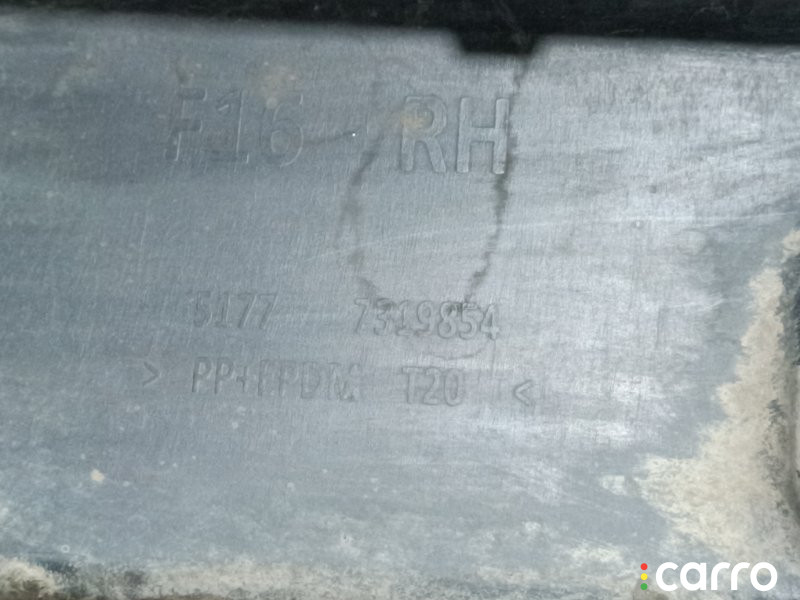 F16 RH
5177 7319854
> PP+EPDM T20 <
carro